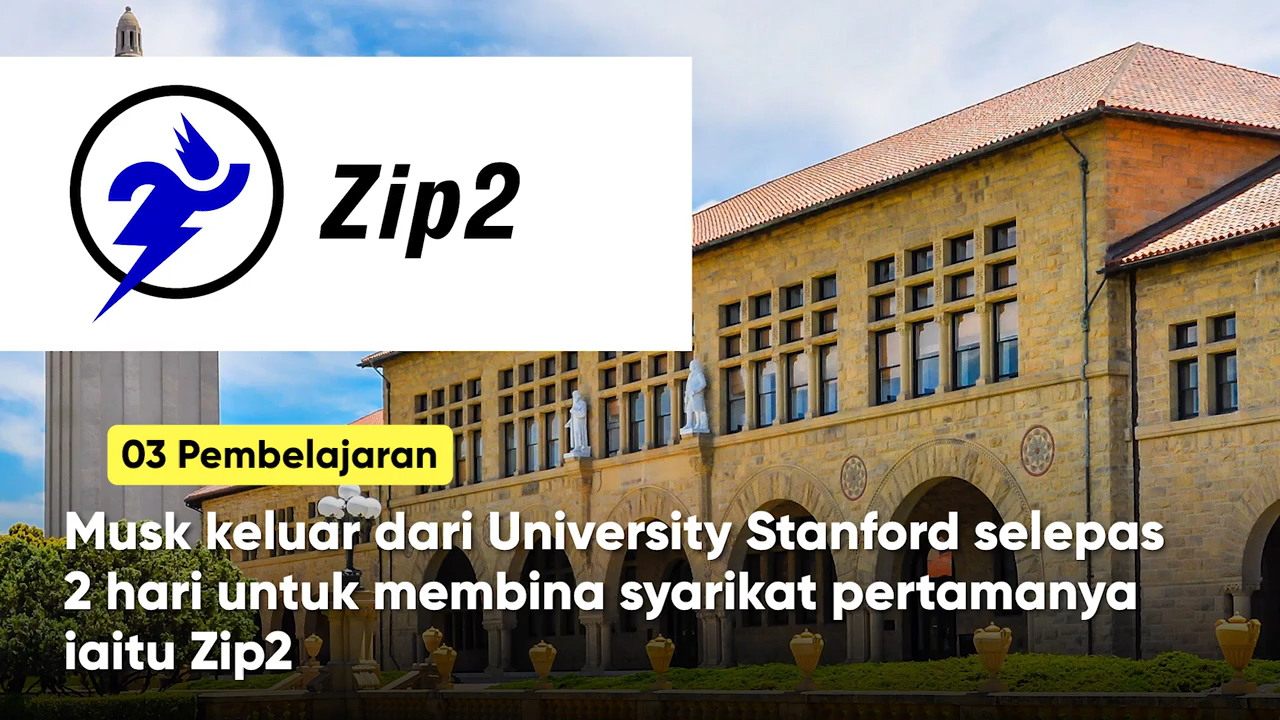 Zip2
03 Pembelajaran
Musk keluar dari University Stanford selepas
2 hari untuk membina syarikat pertamanya
iaitu Zip2